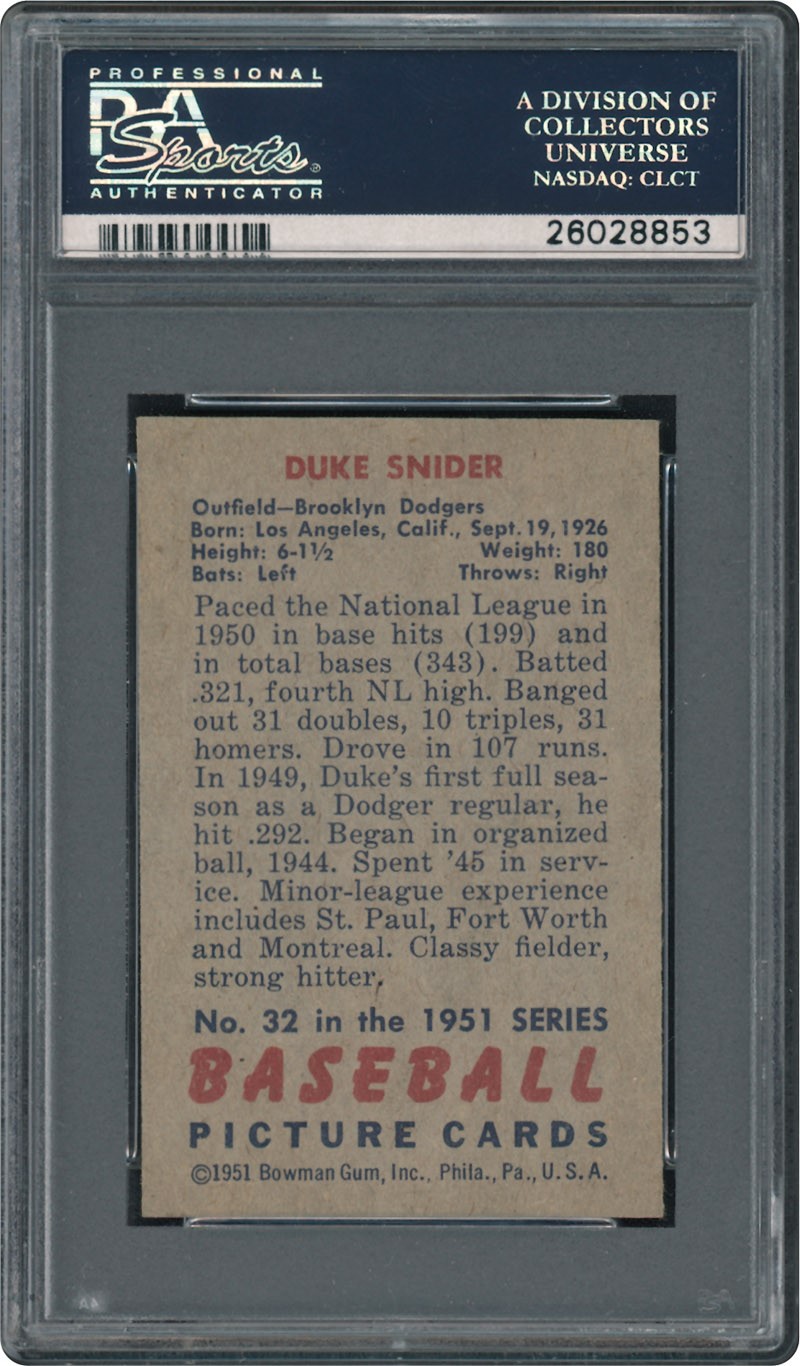 PROFESSIONAL
PSA
Sports®
AUTHENTICATOR
A DIVISION OF
COLLECTORS
UNIVERSE
NASDAQ: CLCT
26028853
DUKE SNIDER
Outfield—Brooklyn Dodgers
Born: Los Angeles, Calif., Sept. 19, 1926
Height: 6-1½ Weight: 180
Bats: Left Throws: Right
Paced the National League in
1950 in base hits (199) and
in total bases (343). Batted
.321, fourth NL high. Banged
out 31 doubles, 10 triples, 31
homers. Drove in 107 runs.
In 1949, Duke's first full sea-
son as a Dodger regular, he
hit .292. Began in organized
ball, 1944. Spent '45 in serv-
ice. Minor-league experience
includes St. Paul, Fort Worth
and Montreal. Classy fielder,
strong hitter.
No. 32 in the 1951 SERIES
BASEBALL
PICTURE CARDS
©1951 Bowman Gum, Inc., Phila., Pa., U.S.A.